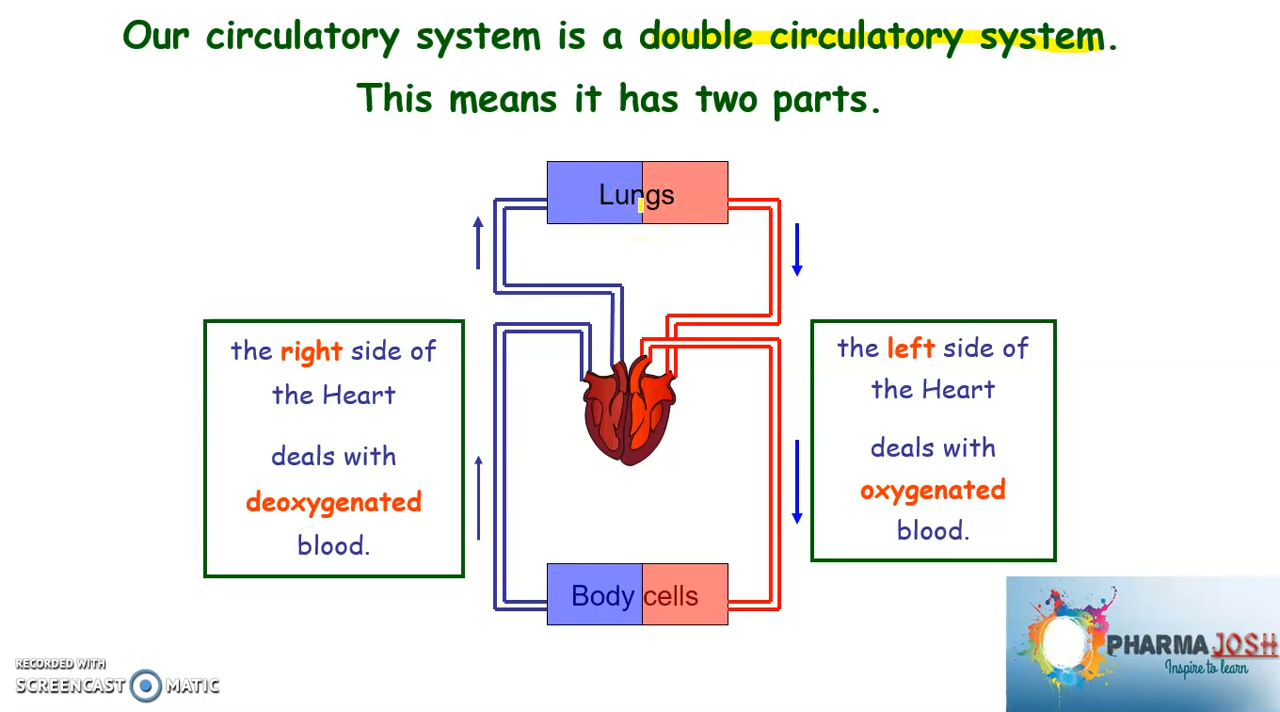 Our circulatory system is a double circulatory system.
This means it has two parts.
Lungs
the right side of
the Heart
deals with
deoxygenated
blood.
the left side of
the Heart
deals with
oxygenated
blood.
Body cells
RECORDED WITH
SCREENCAST MATIC
PHARMA JOSH
Inspire to learn